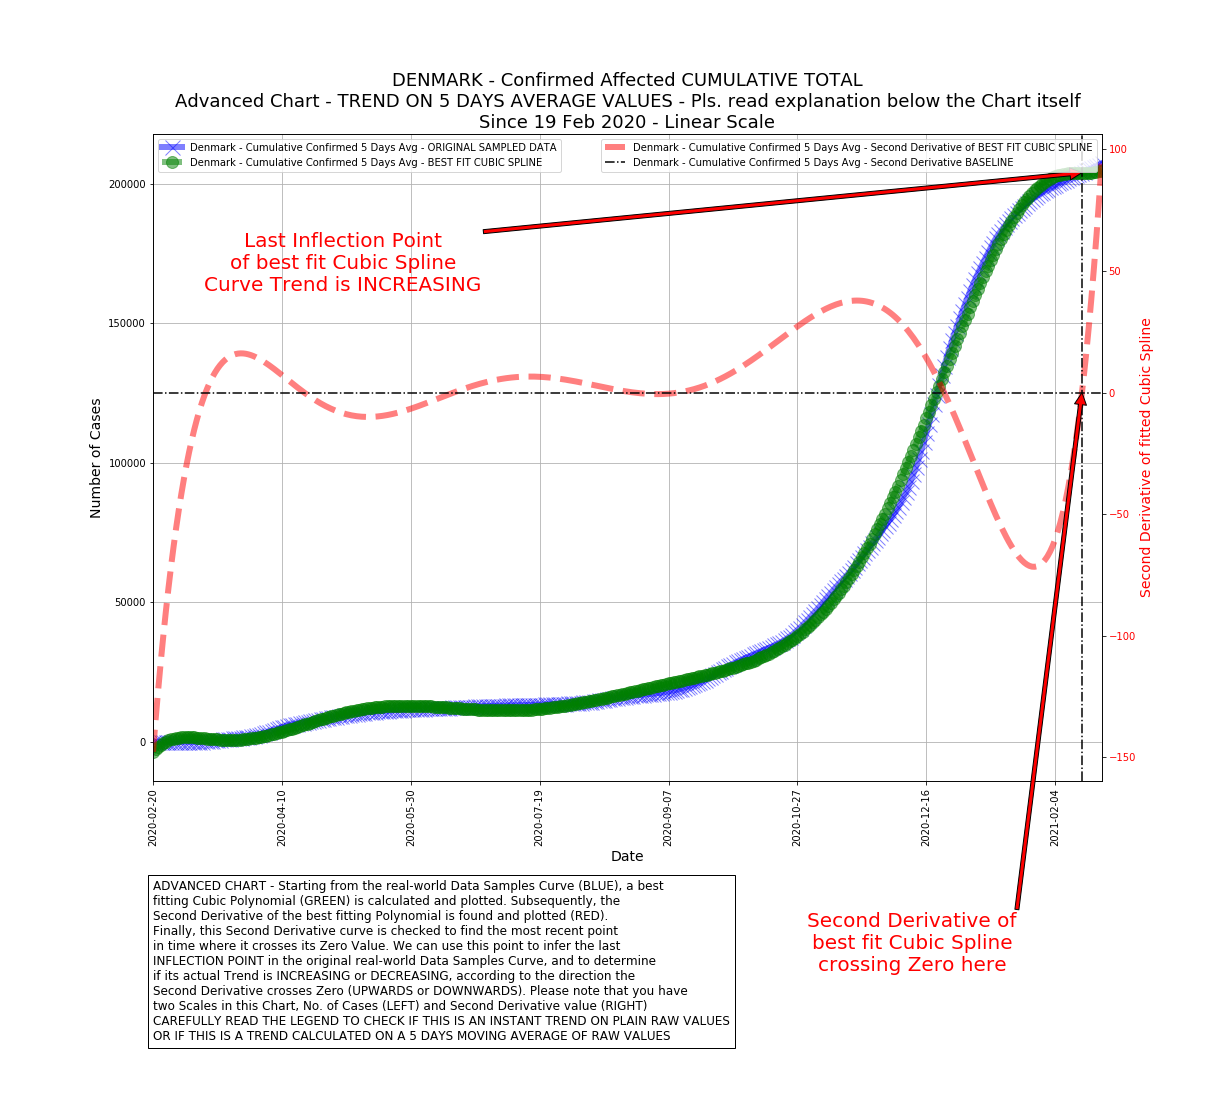 DENMARK - Confirmed Affected CUMULATIVE TOTAL
Advanced Chart - TREND ON 5 DAYS AVERAGE VALUES - Pls. read explanation below the Chart itself
Since 19 Feb 2020 - Linear Scale
Denmark - Cumulative Confirmed 5 Days Avg - ORIGINAL SAMPLED DATA
Denmark - Cumulative Confirmed 5 Days Avg - BEST FIT CUBIC SPLINE
Denmark - Cumulative Confirmed 5 Days Avg - Second Derivative of BEST FIT CUBIC SPLINE
Denmark - Cumulative Confirmed 5 Days Avg - Second Derivative BASELINE
Last Inflection Point
of best fit Cubic Spline
Curve Trend is INCREASING
Number of Cases
200000
150000
100000
50000
0
100
50
0
−50
−100
−150
Second Derivative of fitted Cubic Spline
2020-02-20
2020-04-10
2020-05-30
2020-07-19
2020-09-07
2020-10-27
2020-12-16
2021-02-04
Date
ADVANCED CHART - Starting from the real-world Data Samples Curve (BLUE), a best
fitting Cubic Polynomial (GREEN) is calculated and plotted. Subsequently, the
Second Derivative of the best fitting Polynomial is found and plotted (RED).
Finally, this Second Derivative curve is checked to find the most recent point
in time where it crosses its Zero Value. We can use this point to infer the last
INFLECTION POINT in the original real-world Data Samples Curve, and to determine
if its actual Trend is INCREASING or DECREASING, according to the direction the
Second Derivative crosses Zero (UPWARDS or DOWNWARDS). Please note that you have
two Scales in this Chart, No. of Cases (LEFT) and Second Derivative value (RIGHT)
CAREFULLY READ THE LEGEND TO CHECK IF THIS IS AN INSTANT TREND ON PLAIN RAW VALUES
OR IF THIS IS A TREND CALCULATED ON A 5 DAYS MOVING AVERAGE OF RAW VALUES
Second Derivative of
best fit Cubic Spline
crossing Zero here